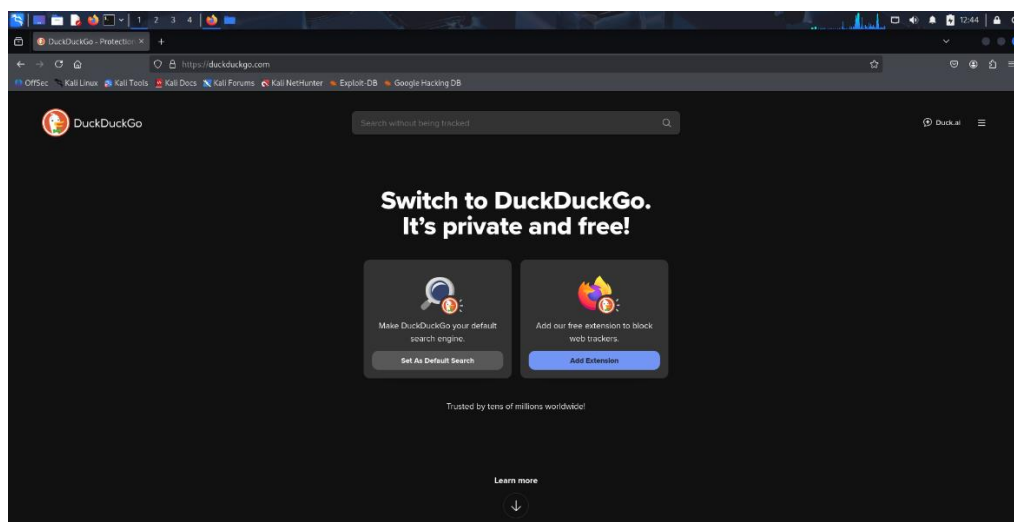 1 2 3 4
12:44
DuckDuckGo - Protection
https://duckduckgo.com
OffSec Kali Linux Kali Tools Kali Docs Kali Forums Kali NetHunter Exploit-DB Google Hacking DB
DuckDuckGo
Search without being tracked
Duck.ai
Switch to DuckDuckGo.
It's private and free!
Make DuckDuckGo your default
search engine.
Set As Default Search
Add our free extension to block
web trackers.
Add Extension
Trusted by tens of millions worldwide!
Learn more